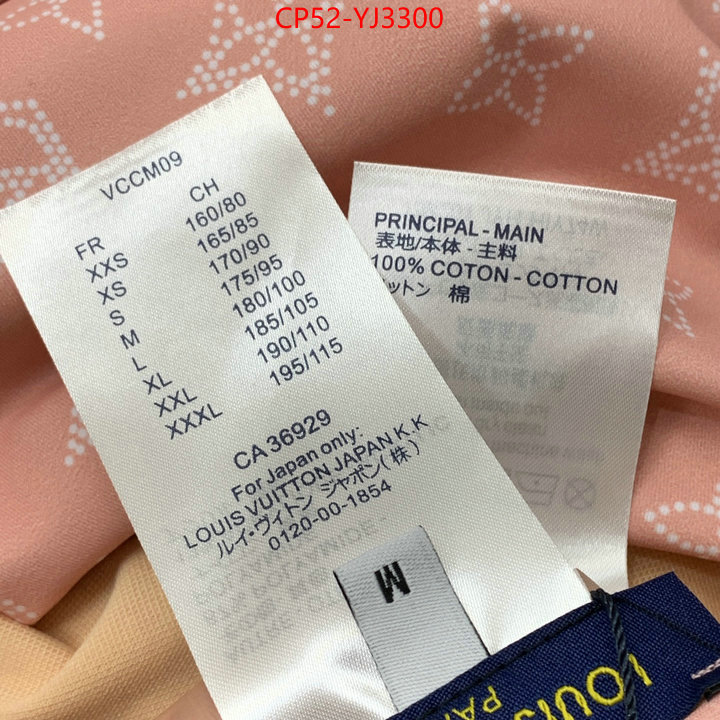 CP52-YJ3300
VCCM09
FR CH
XXS 160/80
XS 165/85
S 170/90
M 175/95
L 180/100
XL 185/105
XXL 190/110
XXXL 195/115
CA 36929
For Japan only:
LOUIS VUITTON JAPAN K.K
ルイ・ヴィトン ジャポン(株)
0120-00-1854
PRINCIPAL - MAIN
表地/本体 - 主料
100% COTON - COTTON
ットン 棉
M
LOUIS
PA